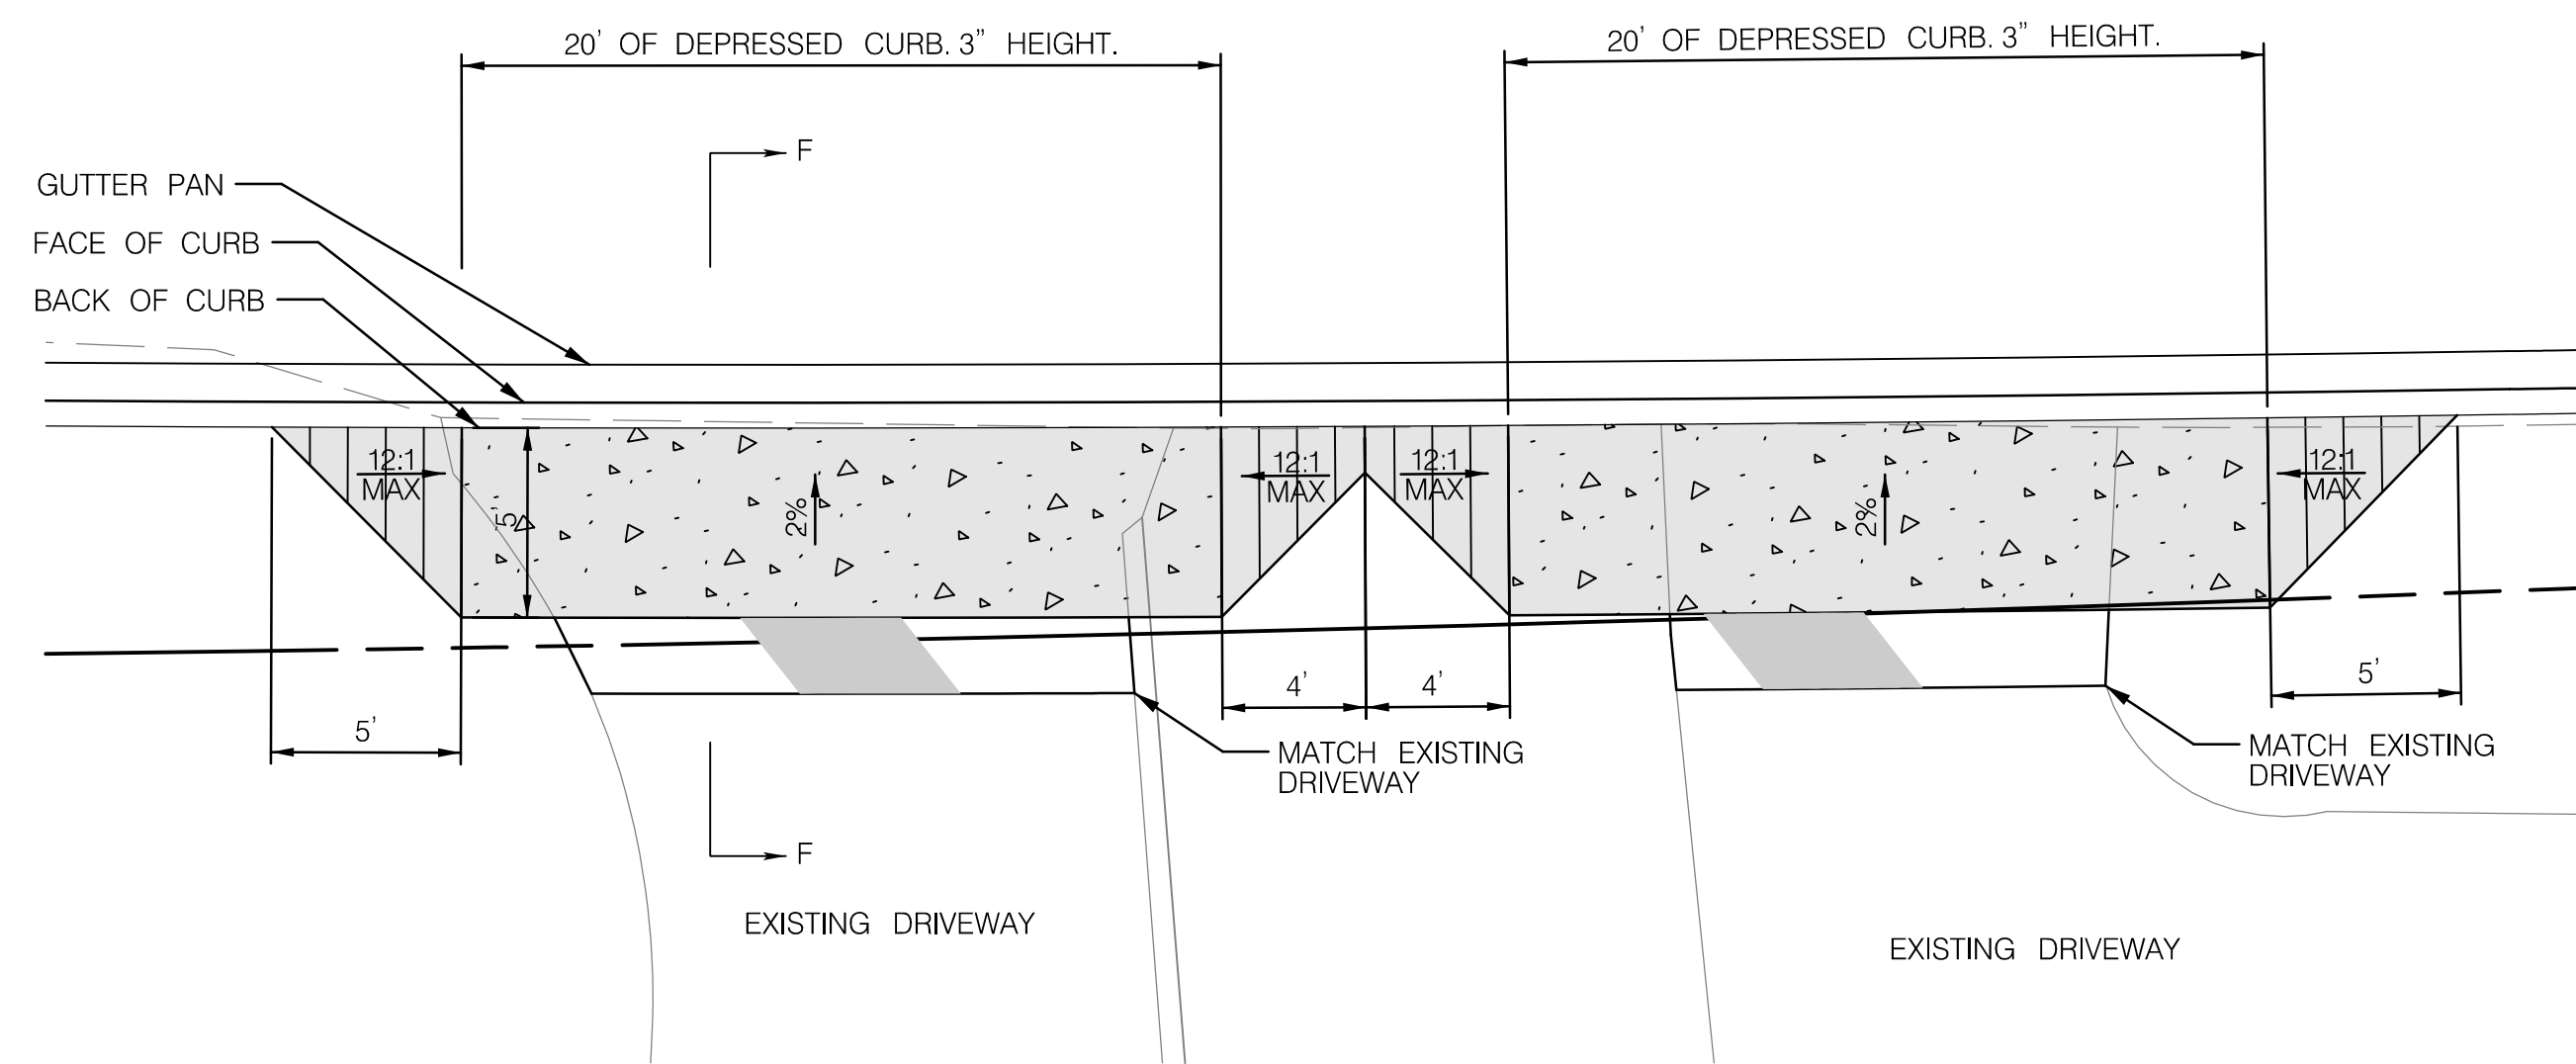 20' OF DEPRESSED CURB. 3" HEIGHT.
20' OF DEPRESSED CURB. 3" HEIGHT.
F
GUTTER PAN
FACE OF CURB
BACK OF CURB
12:1
MAX
5'
2%
12:1
MAX
12:1
MAX
2%
12:1
MAX
5'
4'
4'
5'
MATCH EXISTING
DRIVEWAY
MATCH EXISTING
DRIVEWAY
F
EXISTING DRIVEWAY
EXISTING DRIVEWAY